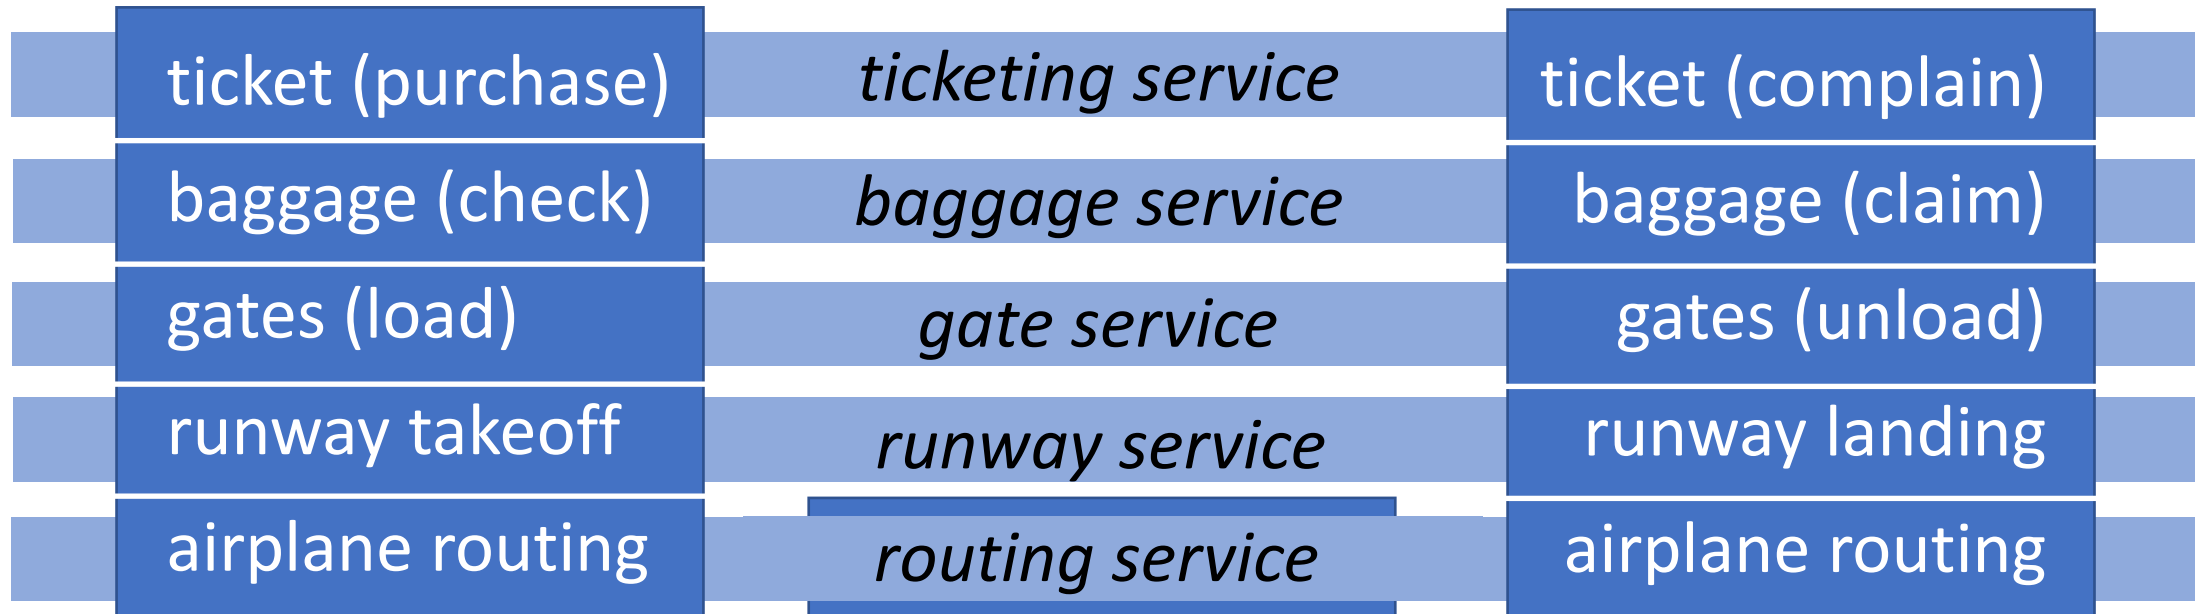 ticket (purchase) ticketing service ticket (complain)
baggage (check) baggage service baggage (claim)
gates (load) gate service gates (unload)
runway takeoff runway service runway landing
airplane routing routing service airplane routing